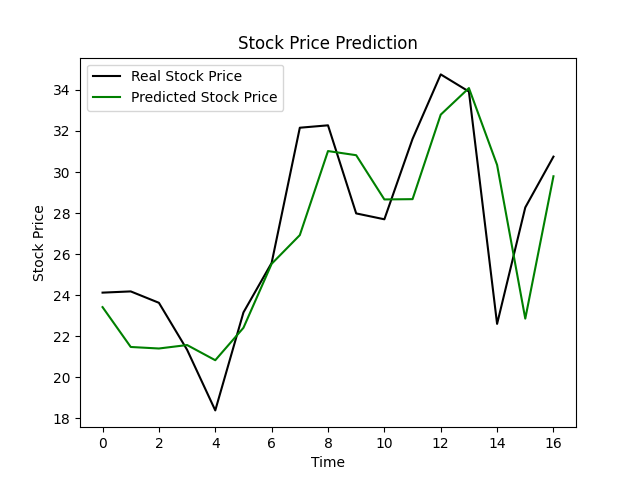 Stock Price Prediction
Real Stock Price
Predicted Stock Price
Stock Price
34
32
30
28
26
24
22
20
18
0 2 4 6 8 10 12 14 16
Time